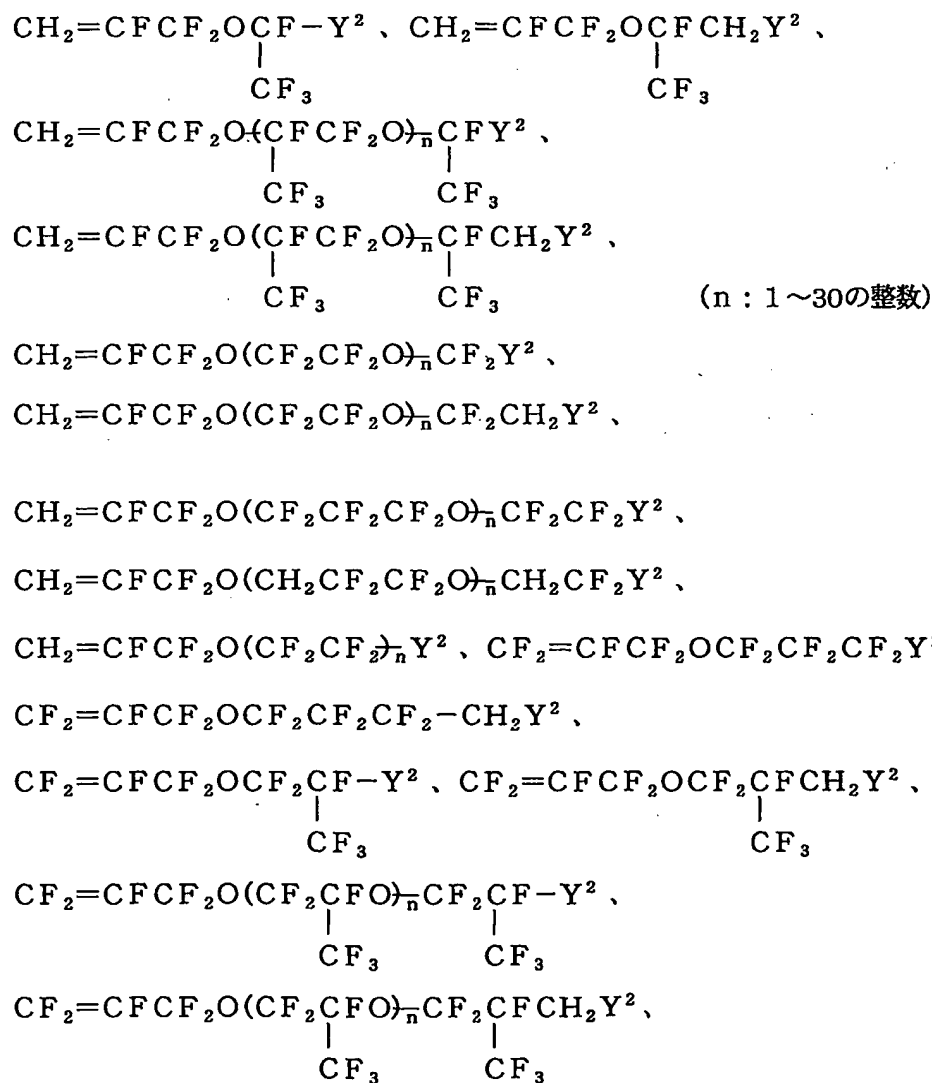 CH₂=CFCF₂OCF−Y²、CH₂=CFCF₂OCFCH₂Y²、
CF₃ CF₃
CH₂=CFCF₂O(CFCF₂O)ₙCFY²、
CF₃ CF₃
CH₂=CFCF₂O(CFCF₂O)ₙCFCH₂Y²、
CF₃ CF₃ (n：1～30の整数)
CH₂=CFCF₂O(CF₂CF₂O)ₙCF₂Y²、
CH₂=CFCF₂O(CF₂CF₂O)ₙCF₂CH₂Y²、
CH₂=CFCF₂O(CF₂CF₂CF₂O)ₙCF₂CF₂Y²、
CH₂=CFCF₂O(CH₂CF₂CF₂O)ₙCH₂CF₂Y²、
CH₂=CFCF₂O(CF₂CF₂)ₙY²、CF₂=CFCF₂OCF₂CF₂CF₂Y
CF₂=CFCF₂OCF₂CF₂CF₂−CH₂Y²、
CF₂=CFCF₂OCF₂CF−Y²、CF₂=CFCF₂OCF₂CFCH₂Y²、
CF₃ CF₃
CF₂=CFCF₂O(CF₂CFO)ₙCF₂CF−Y²、
CF₃ CF₃
CF₂=CFCF₂O(CF₂CFO)ₙCF₂CFCH₂Y²、
CF₃ CF₃